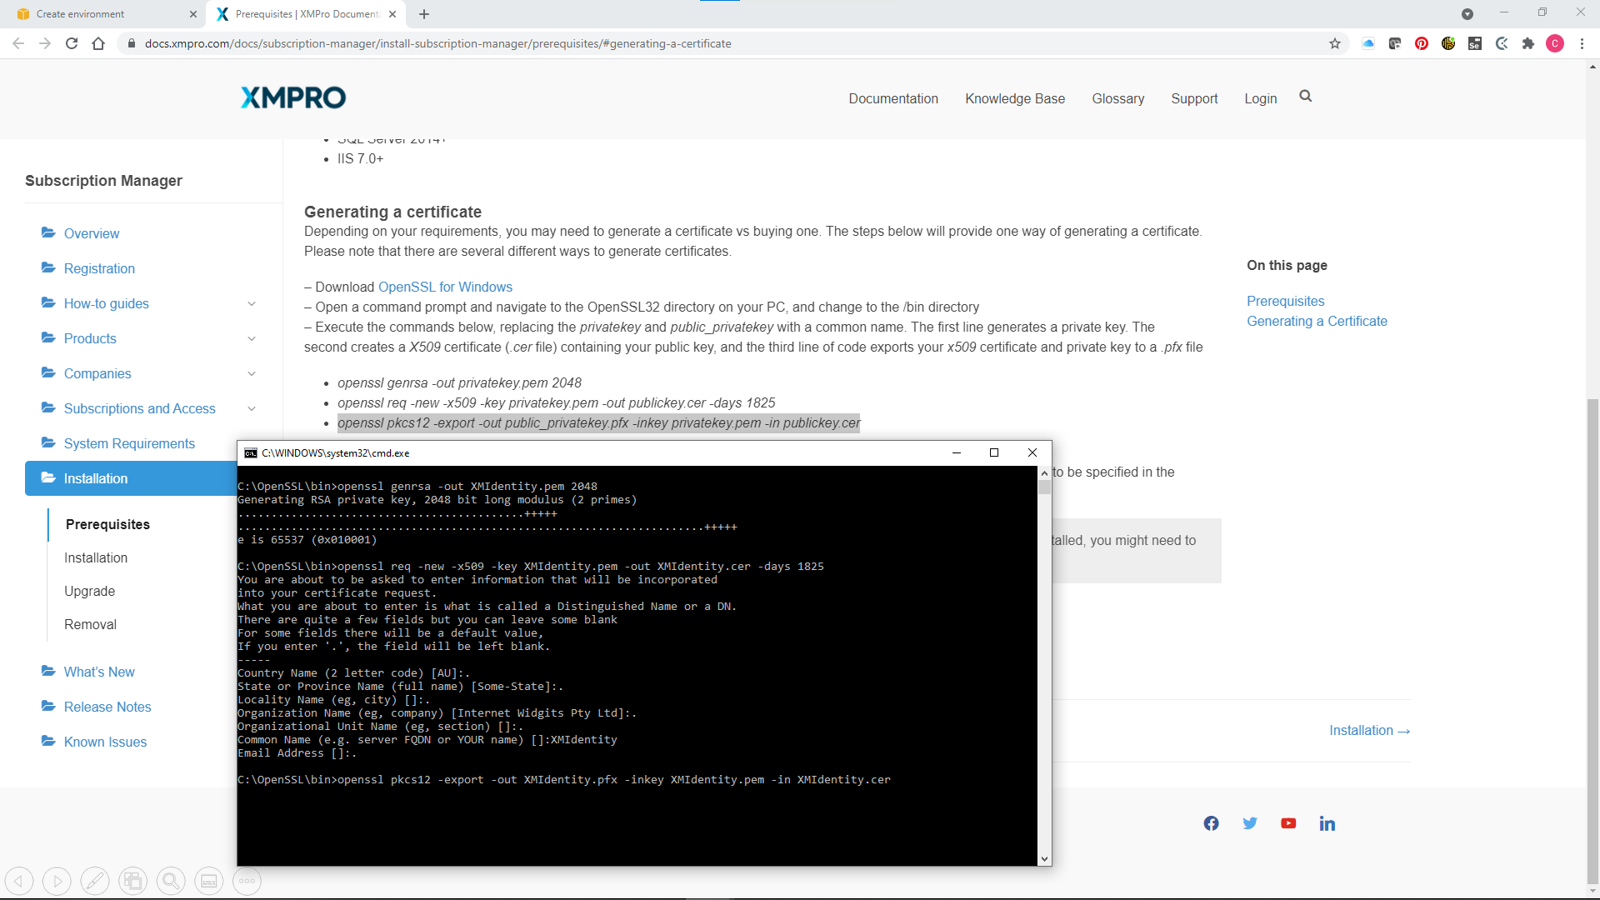 Create environment
Prerequisites | XMPro Documenta
docs.xmpro.com/docs/subscription-manager/install-subscription-manager/prerequisites/#generating-a-certificate
Se
C
XMPRO
Documentation
Knowledge Base
Glossary
Support
Login
Subscription Manager
Overview
Registration
How-to guides
Products
Companies
Subscriptions and Access
System Requirements
Installation
Prerequisites
Installation
Upgrade
Removal
What's New
Release Notes
Known Issues
• SQL Server 2014+
• IIS 7.0+
Generating a certificate
Depending on your requirements, you may need to generate a certificate vs buying one. The steps below will provide one way of generating a certificate.
Please note that there are several different ways to generate certificates.
– Download OpenSSL for Windows
– Open a command prompt and navigate to the OpenSSL32 directory on your PC, and change to the /bin directory
– Execute the commands below, replacing the privatekey and public_privatekey with a common name. The first line generates a private key. The
second creates a X509 certificate (.cer file) containing your public key, and the third line of code exports your x509 certificate and private key to a .pfx file
• openssl genrsa -out privatekey.pem 2048
• openssl req -new -x509 -key privatekey.pem -out publickey.cer -days 1825
• openssl pkcs12 -export -out public_privatekey.pfx -inkey privatekey.pem -in publickey.cer
to be specified in the
talled, you might need to
On this page
Prerequisites
Generating a Certificate
Installation →
C:\WINDOWS\system32\cmd.exe
C:\OpenSSL\bin>openssl genrsa -out XMIdentity.pem 2048
Generating RSA private key, 2048 bit long modulus (2 primes)
...........................................+++++
......................................................................+++++
e is 65537 (0x010001)
C:\OpenSSL\bin>openssl req -new -x509 -key XMIdentity.pem -out XMIdentity.cer -days 1825
You are about to be asked to enter information that will be incorporated
into your certificate request.
What you are about to enter is what is called a Distinguished Name or a DN.
There are quite a few fields but you can leave some blank
For some fields there will be a default value,
If you enter '.', the field will be left blank.
-----
Country Name (2 letter code) [AU]:.
State or Province Name (full name) [Some-State]:.
Locality Name (eg, city) []:.
Organization Name (eg, company) [Internet Widgits Pty Ltd]:.
Organizational Unit Name (eg, section) []:.
Common Name (e.g. server FQDN or YOUR name) []:XMIdentity
Email Address []:.
C:\OpenSSL\bin>openssl pkcs12 -export -out XMIdentity.pfx -inkey XMIdentity.pem -in XMIdentity.cer